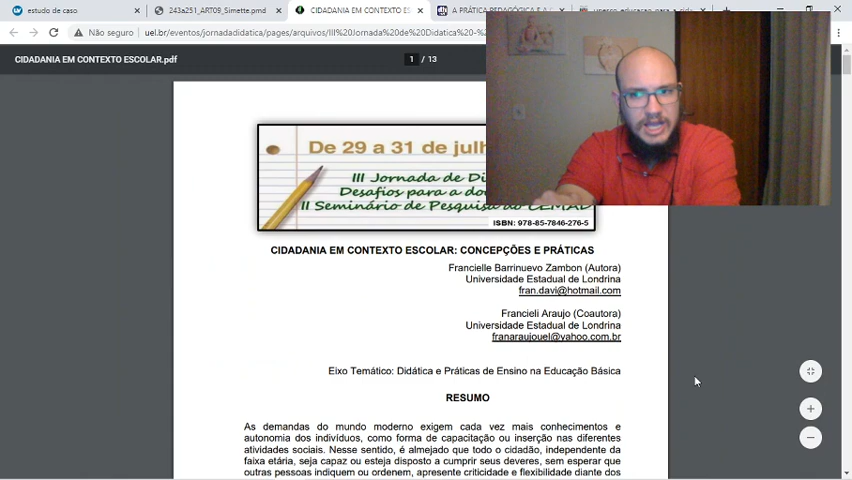 estudo de caso
243a251_ART09_Simette.pmd
CIDADANIA EM CONTEXTO ES
A PRÁTICA PEDAGÓGICA E A
Não seguro
uel.br/eventos/jornadadidatica/pages/arquivos/III%20Jornada%20de%20Didatica%20-%2
CIDADANIA EM CONTEXTO ESCOLAR.pdf
1 / 13
De 29 a 31 de julh
III Jornada de Di
Desafios para a do
II Seminário de Pesquisa do CEMAD
ISBN: 978-85-7846-276-5
CIDADANIA EM CONTEXTO ESCOLAR: CONCEPÇÕES E PRÁTICAS
Francielle Barrinuevo Zambon (Autora)
Universidade Estadual de Londrina
fran.davi@hotmail.com
Francieli Araujo (Coautora)
Universidade Estadual de Londrina
franaraujouel@yahoo.com.br
Eixo Temático: Didática e Práticas de Ensino na Educação Básica
RESUMO
As demandas do mundo moderno exigem cada vez mais conhecimentos e
autonomia dos indivíduos, como forma de capacitação ou inserção nas diferentes
atividades sociais. Nesse sentido, é almejado que todo o cidadão, independente da
faixa etária, seja capaz ou esteja disposto a cumprir seus deveres, sem esperar que
outras pessoas indiquem ou ordenem, apresente criticidade e flexibilidade diante dos